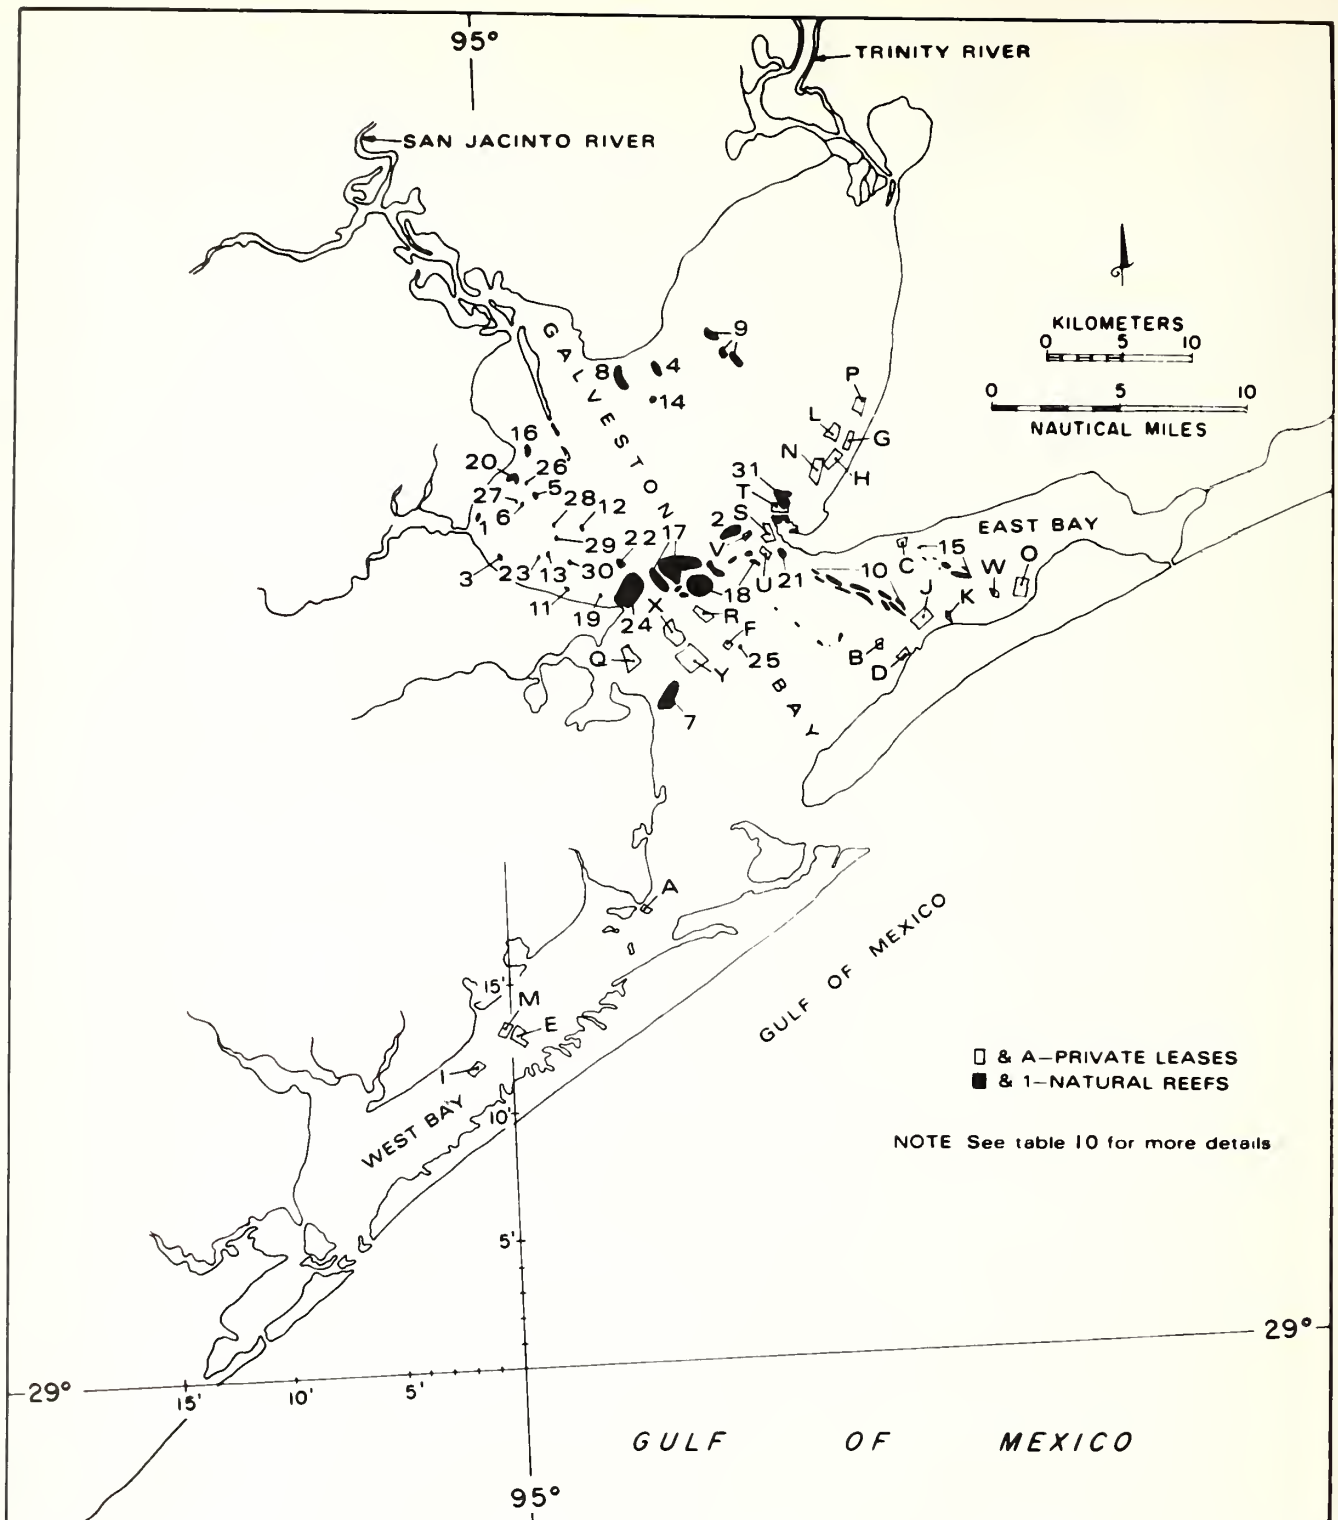 95°
TRINITY RIVER
SAN JACINTO RIVER
KILOMETERS
0 5 10
0 5 10
NAUTICAL MILES
GALVESTON
BAY
9
8
4
14
P
L
G
N
H
16
20
26
5
27
6
28
12
1
31
T
S
2
V
EAST BAY
29
22
17
3
23
13
30
18
U
21
10
C
15
W
O
11
19
24
X
R
J
K
F
25
B
D
Q
Y
7
A
GULF OF MEXICO
15'
M
E
I
WEST BAY
10'
& A–PRIVATE LEASES
& 1–NATURAL REEFS
NOTE See table 10 for more details
5'
29°
29°
15' 10' 5'
GULF OF MEXICO
95°